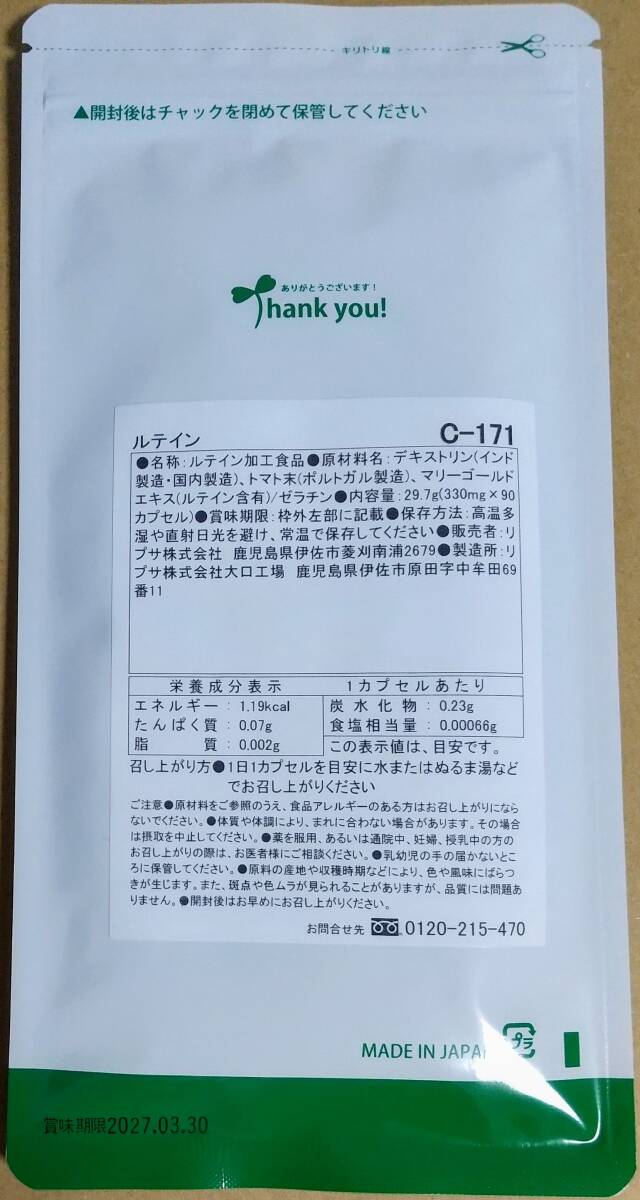 キリトリ線
▲開封後はチャックを閉めて保管してください
ありがとうございます!
Thank you!
ルテイン C-171
●名称:ルテイン加工食品●原材料名:デキストリン(インド
製造・国内製造)、トマト末(ポルトガル製造)、マリーゴールド
エキス(ルテイン含有)/ゼラチン●内容量:29.7g(330mg×90
カプセル)●賞味期限:枠外左部に記載●保存方法:高温多
湿や直射日光を避け、常温で保存してください●販売者:リ
プサ株式会社 鹿児島県伊佐市菱刈南浦2679●製造所:リ
プサ株式会社大口工場 鹿児島県伊佐市原田字中牟田69
番11
栄養成分表示 1カプセルあたり
エネルギー:1.19kcal 炭水化物:0.23g
たんぱく質:0.07g 食塩相当量:0.00066g
脂質:0.002g この表示値は、目安です。
召し上がり方●1日1カプセルを目安に水またはぬるま湯など
でお召し上がりください
ご注意●原材料をご参照のうえ、食品アレルギーのある方はお召し上がりになら
ないでください。●体質や体調により、まれに合わない場合があります。その場合
は摂取を中止してください。●薬を服用、あるいは通院中、妊婦、授乳中の方の
お召し上がりの際は、お医者様にご相談ください。●乳幼児の手の届かないとこ
ろに保管してください。●原料の産地や収穫時期などにより、色や風味にばらつ
きが生じます。また、斑点や色ムラが見られることがありますが、品質には問題あ
りません。●開封後はお早めにお召し上がりください。
お問合せ先 0120-215-470
MADE IN JAPA プラ
賞味期限2027.03.30